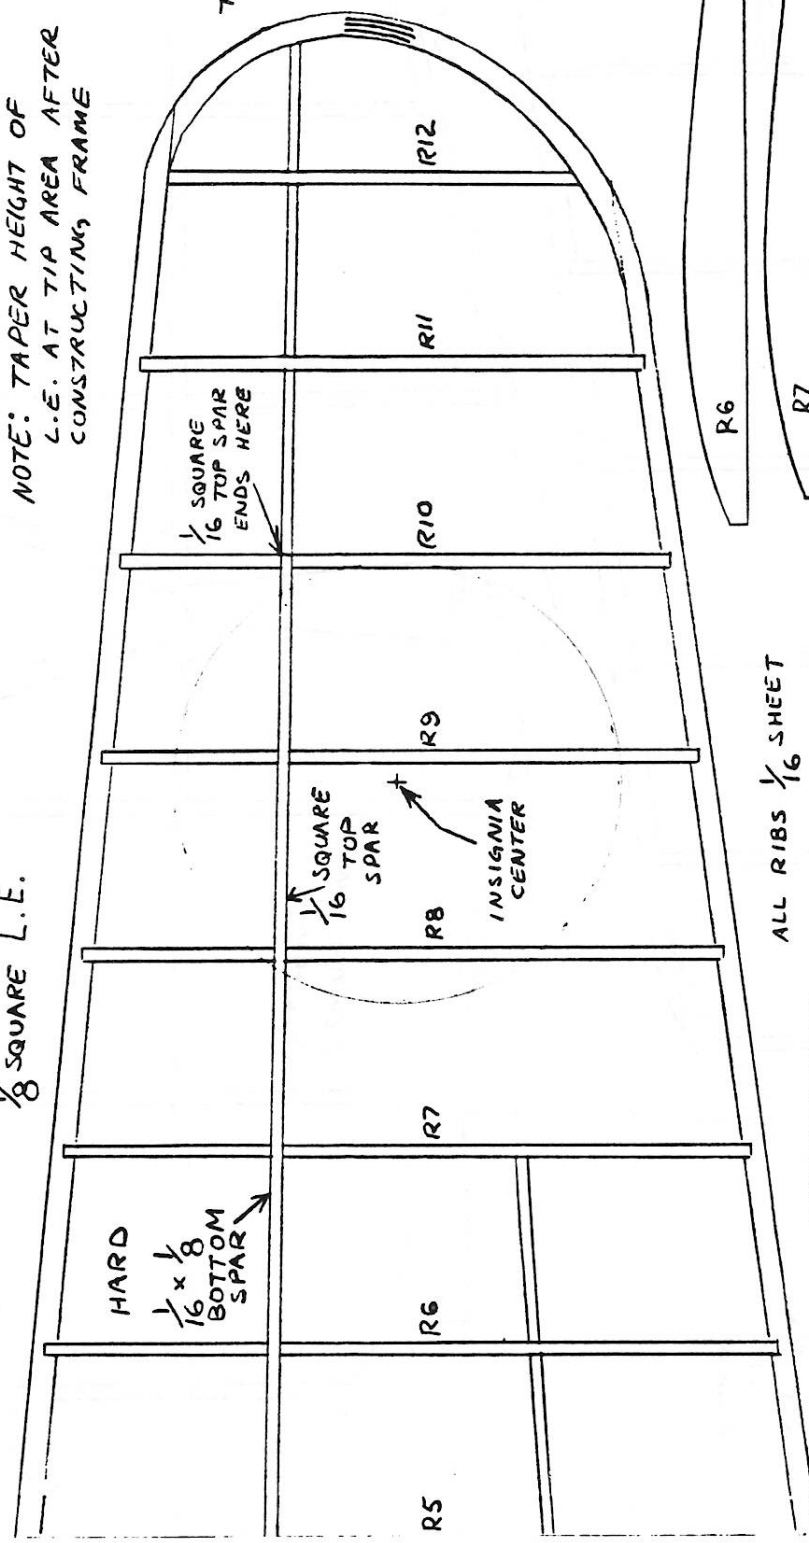 NOTE: TAPER HEIGHT OF
L.E. AT TIP AREA AFTER
CONSTRUCTING FRAME
1/8 SQUARE L.E.
HARD
1/16 x 1/8
BOTTOM
SPAR
1/16 SQUARE
TOP
SPAR
1/16 SQUARE
TOP SPAR
ENDS HERE
INSIGNIA
CENTER
R5
R6
R7
R8
R9
R10
R11
R12
ALL RIBS 1/16 SHEET
R6
R7